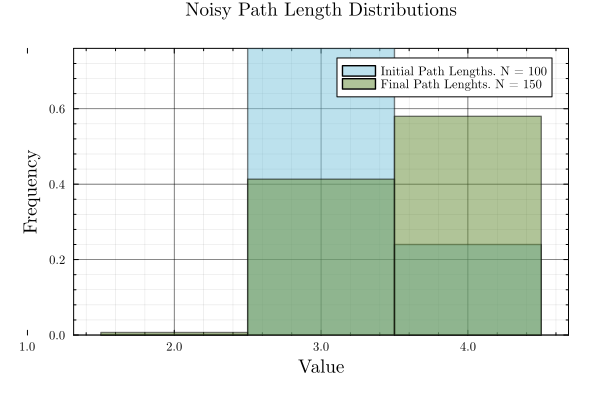 Noisy Path Length Distributions
Initial Path Lengths. N = 100
Final Path Lenghts. N = 150
Frequency
0.6
0.4
0.2
0.0
1.0 2.0 3.0 4.0
Value